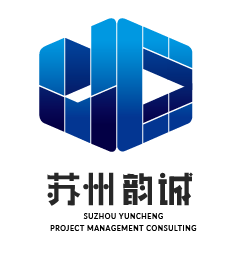 苏州韵诚
SUZHOU YUNCHENG
PROJECT MANAGEMENT CONSULTING